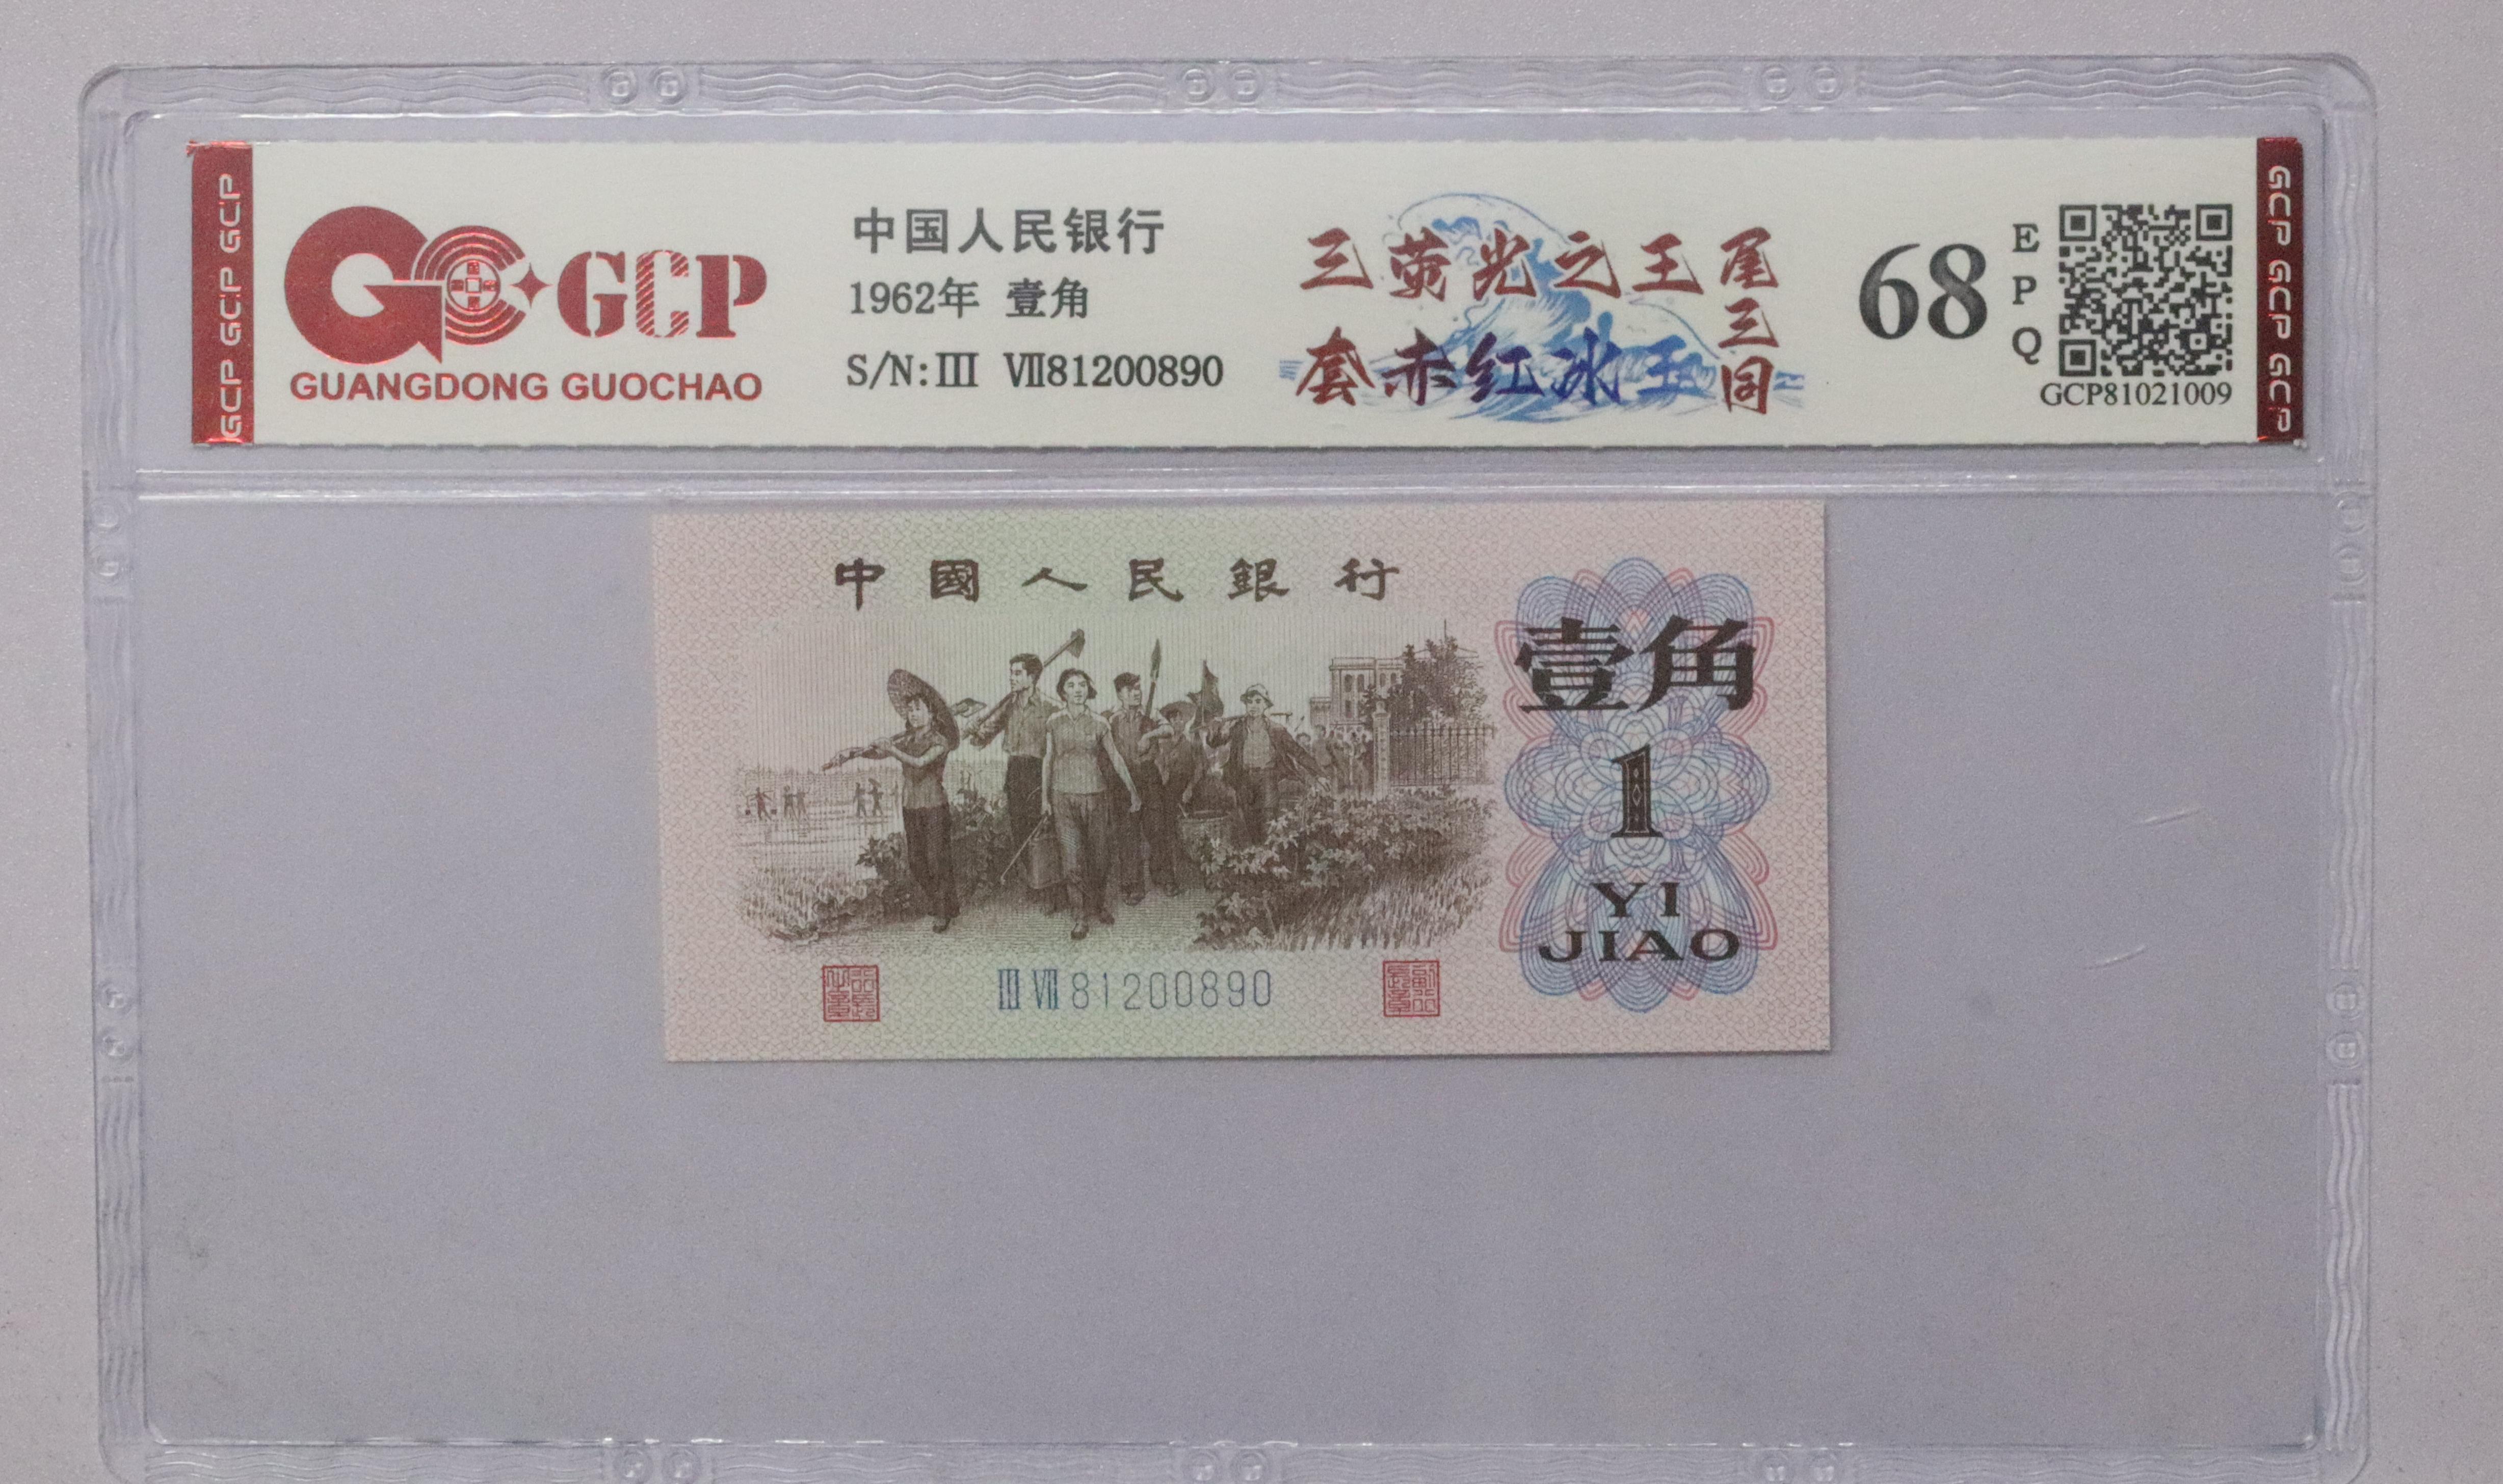 GCP GCP GCP
GCP
GUANGDONG GUOCHAO
中国人民银行
1962年 壹角
S/N:III VII81200890
三荧光之王
套赤红冰玉
尾三同
68
EPQ
GCP81021009
GCP GCP GCP
中國人民銀行
壹角
1
YI
JIAO
III VII 81200890